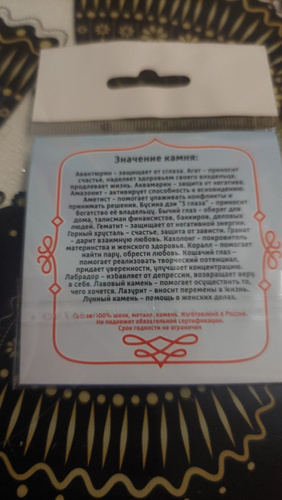 Значение камня:
Авантюрин - защищает от сглаза. Агат - приносит
счастье, наделяет здоровьем своего владельца,
продлевает жизнь. Аквамарин - защита от негатива.
Амазонит - активирует способность к ясновидению.
Аметист - помогает улаживать конфликты и
принимать решения. Бусина дзи "3 глаза" - приносит
богатство её владельцу. Бычий глаз - оберег для
дома, талисман финансистов, банкиров, деловых
людей. Гематит - защищает от негативной энергии.
Горный хрусталь - счастье, защита от зависти. Гранат
- дарит взаимную любовь. Кахолонг - покровитель
материнства и женского здоровья. Коралл - помогает
найти пару, обрести любовь. Кошачий глаз -
помогает реализовать творческий потенциал,
придаёт уверенности, улучшает концентрацию.
Лабрадор - избавляет от депрессии, возвращает веру
в себя. Лавовый камень - помогает осуществить то,
чего хочется. Лазурит - вносит перемены в жизнь.
Лунный камень - помощь в женских делах.
Состав: 100% шелк, металл, камень. Изготовлено в России.
Не подлежит обязательной сертификации.
Срок годности не ограничен.